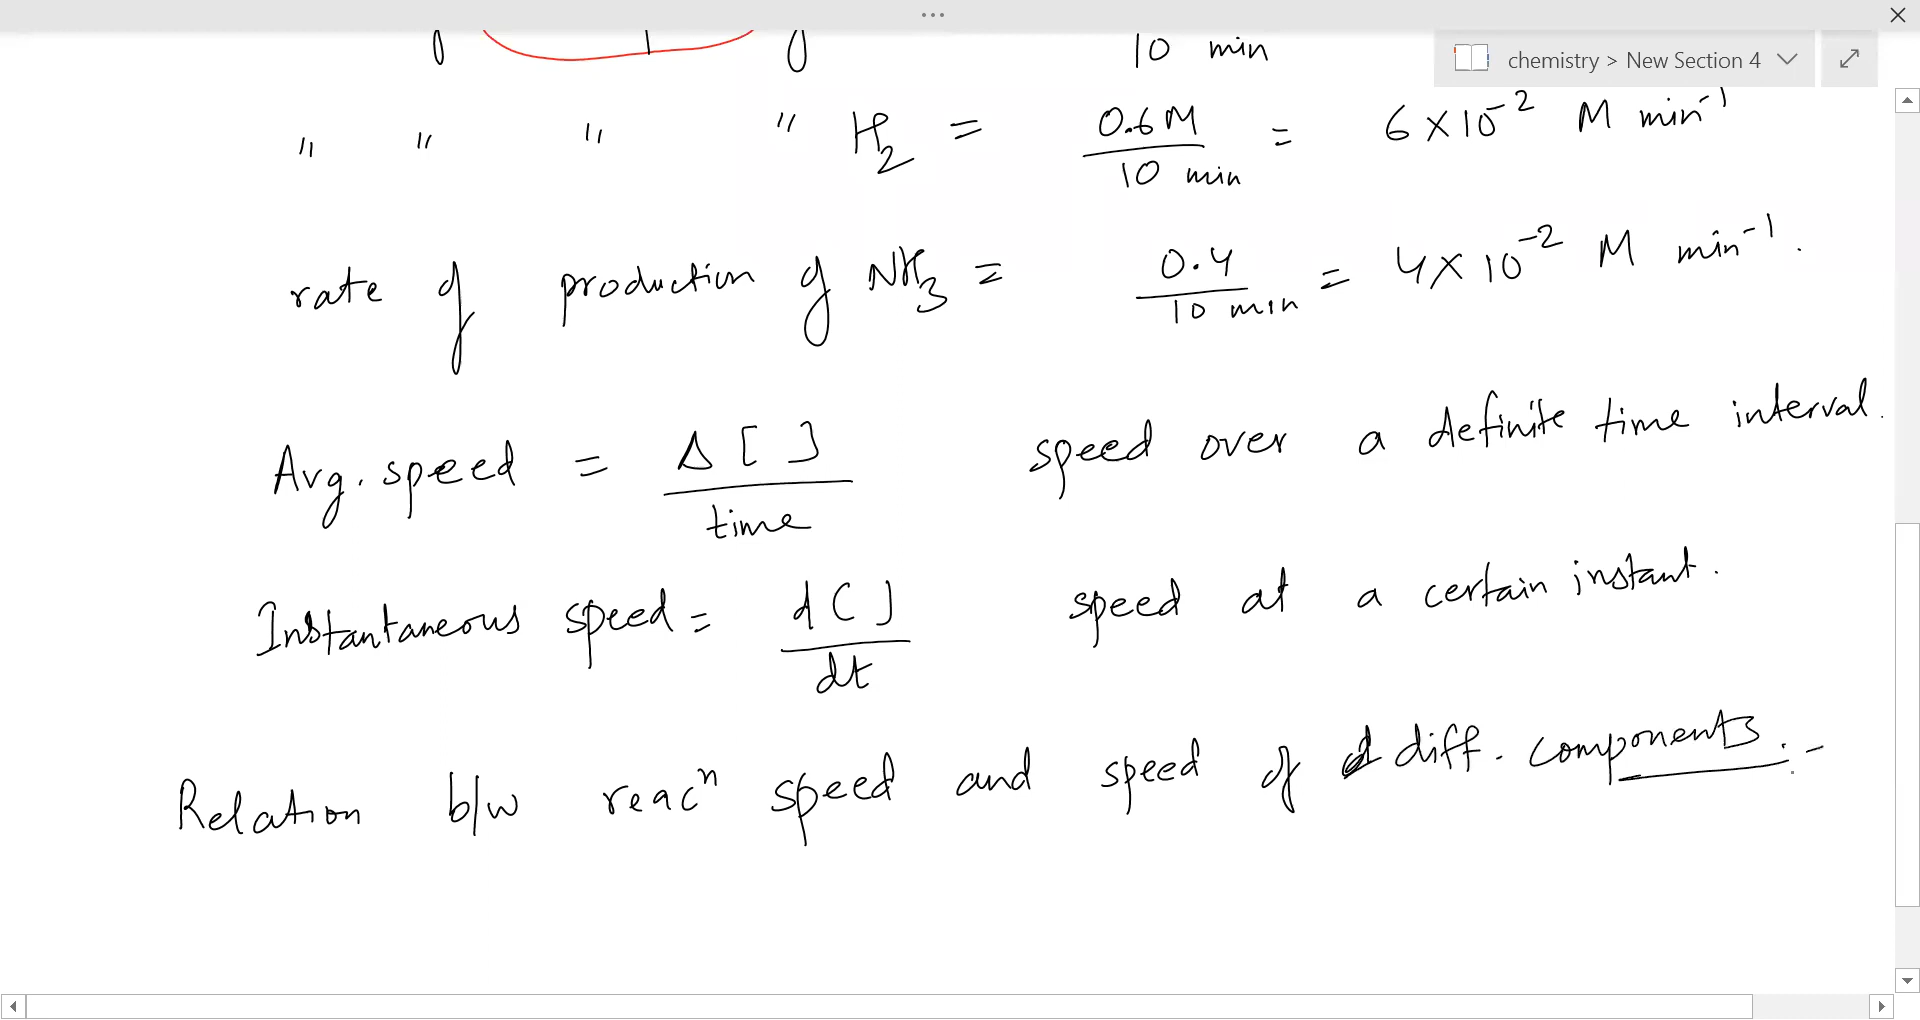 10 min
chemistry > New Section 4
" " " " H₂ = 0.6M / 10 min = 6×10⁻² M min⁻¹
rate of production of NH₃ = 0.4 / 10 min = 4×10⁻² M min⁻¹.
Avg. speed = Δ[ ] / time speed over a definite time interval.
Instantaneous speed = d[ ] / dt speed at a certain instant.
Relation b/w reacⁿ speed and speed of diff. components :-